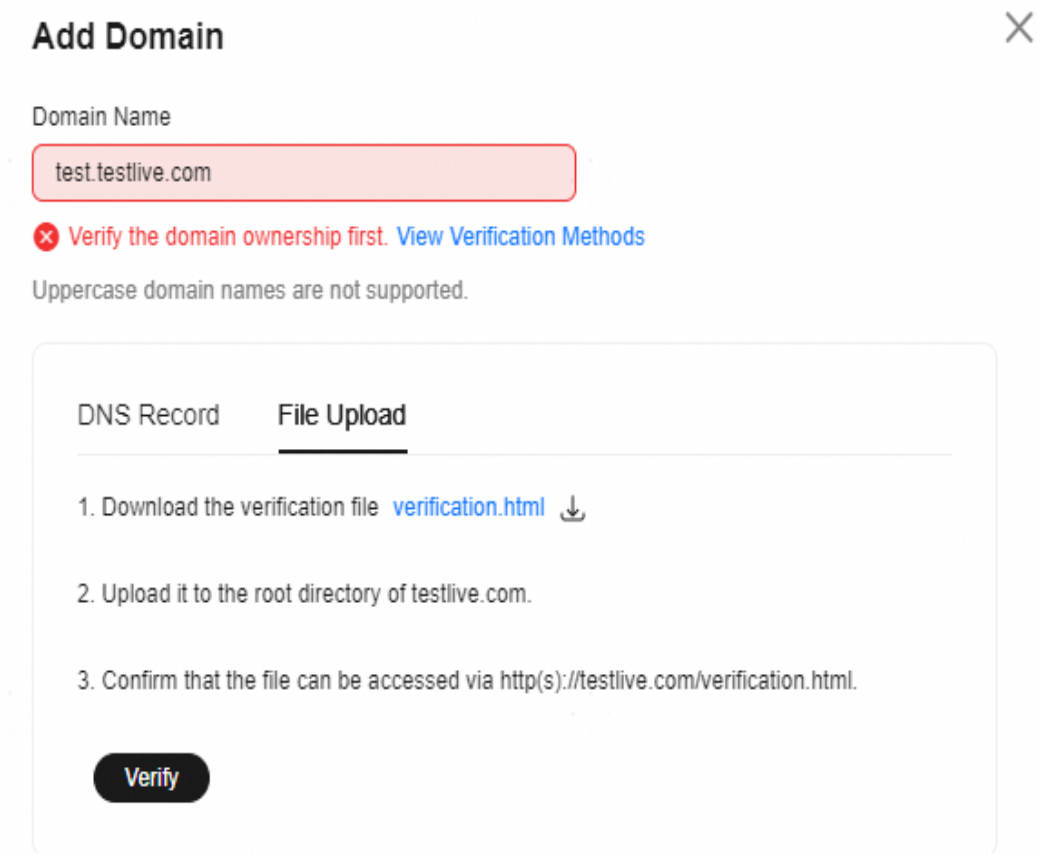 Add Domain
Domain Name
test.testlive.com
Verify the domain ownership first. View Verification Methods
Uppercase domain names are not supported.
DNS Record File Upload
1. Download the verification file verification.html
2. Upload it to the root directory of testlive.com.
3. Confirm that the file can be accessed via http(s)://testlive.com/verification.html.
Verify